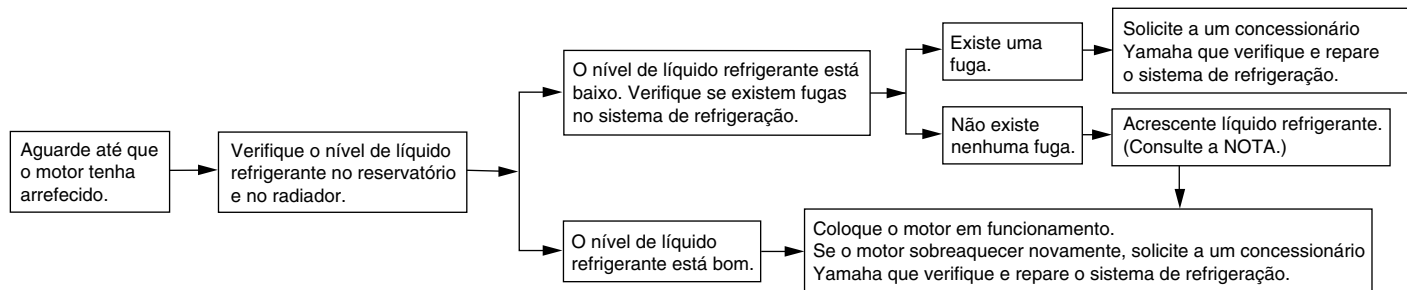 Aguarde até que
o motor tenha
arrefecido.
Verifique o nível de líquido
refrigerante no reservatório
e no radiador.
O nível de líquido refrigerante está
baixo. Verifique se existem fugas
no sistema de refrigeração.
Existe uma
fuga.
Solicite a um concessionário
Yamaha que verifique e repare
o sistema de refrigeração.
Não existe
nenhuma fuga.
Acrescente líquido refrigerante.
(Consulte a NOTA.)
O nível de líquido
refrigerante está bom.
Coloque o motor em funcionamento.
Se o motor sobreaquecer novamente, solicite a um concessionário
Yamaha que verifique e repare o sistema de refrigeração.